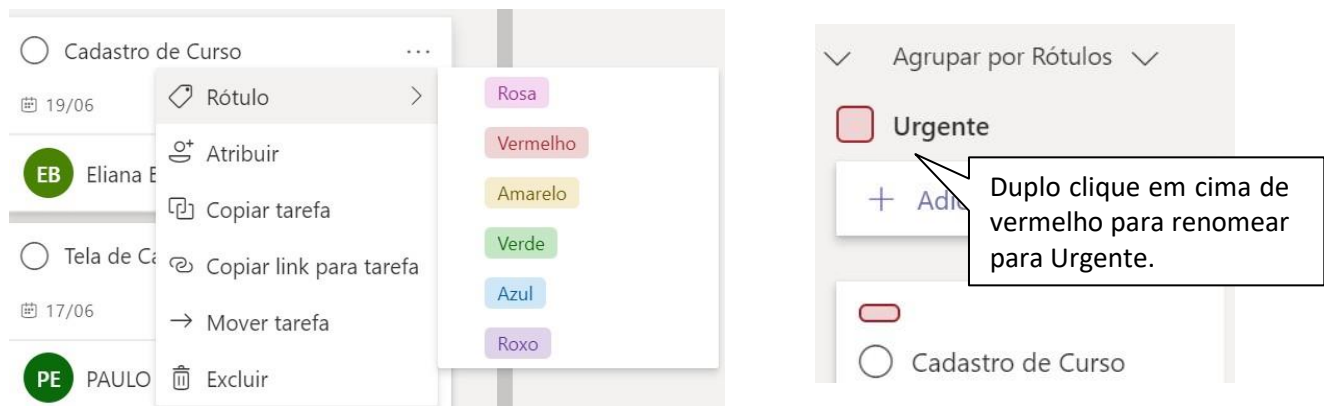 Cadastro de Curso
...
19/06
EB Eliana
Tela de
17/06
PE PAULO
Rótulo
Atribuir
Copiar tarefa
Copiar link para tarefa
Mover tarefa
Excluir
Rosa
Vermelho
Amarelo
Verde
Azul
Roxo
Agrupar por Rótulos
Urgente
+
Duplo clique em cima de
vermelho para renomear
para Urgente.
Cadastro de Curso